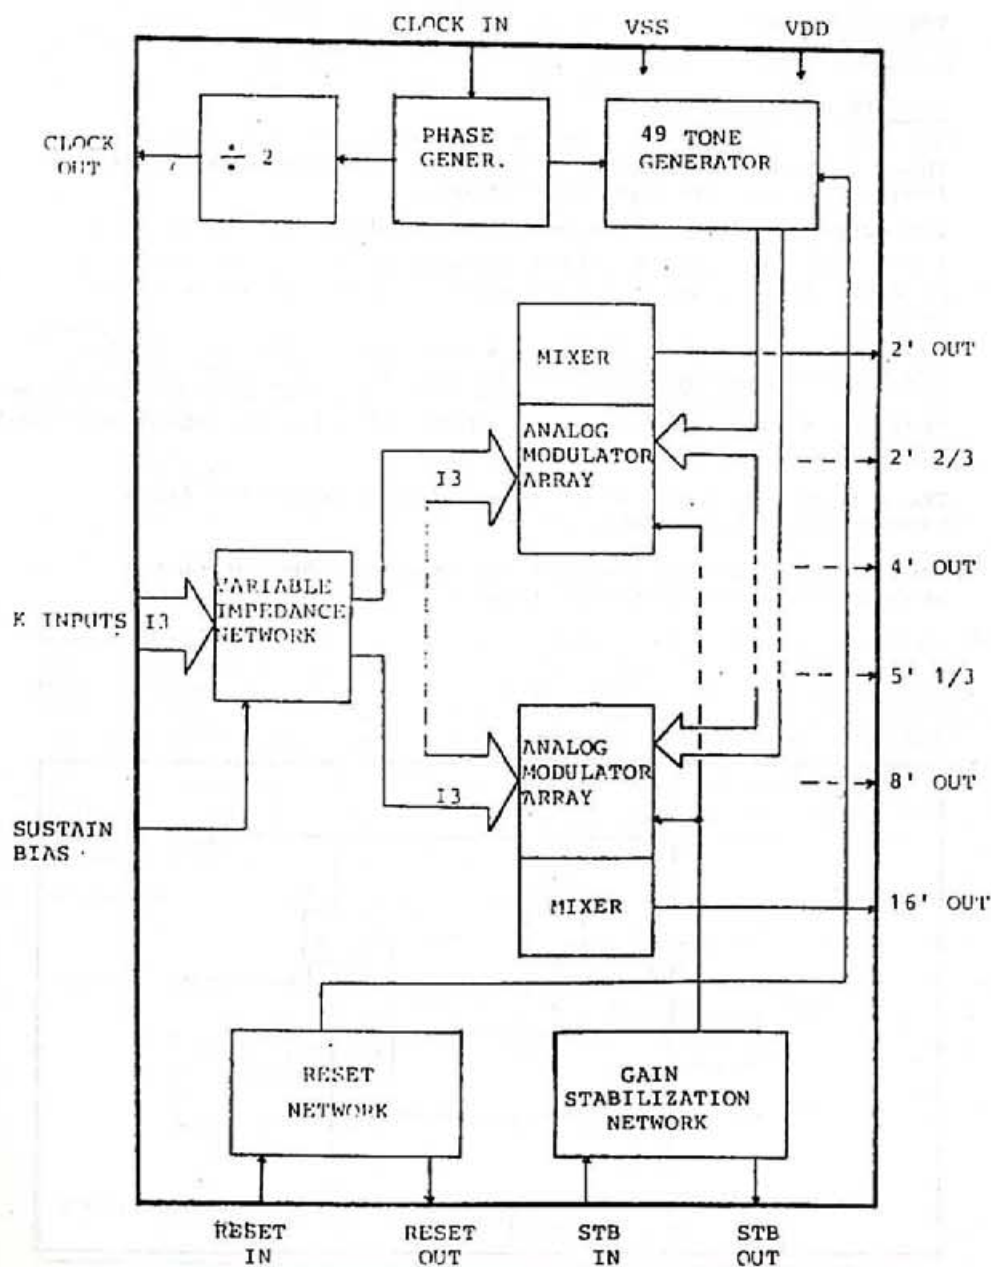 CLOCK IN
VSS
VDD
CLOCK
OUT
÷ 2
PHASE
GENER.
49 TONE
GENERATOR
MIXER
2' OUT
ANALOG
MODULATOR
ARRAY
I3
2' 2/3
4' OUT
VARIABLE
IMPEDANCE
NETWORK
K INPUTS
I3
5' 1/3
ANALOG
MODULATOR
ARRAY
I3
8' OUT
SUSTAIN
BIAS
MIXER
16' OUT
RESET
NETWORK
GAIN
STABILIZATION
NETWORK
RESET
IN
RESET
OUT
STB
IN
STB
OUT